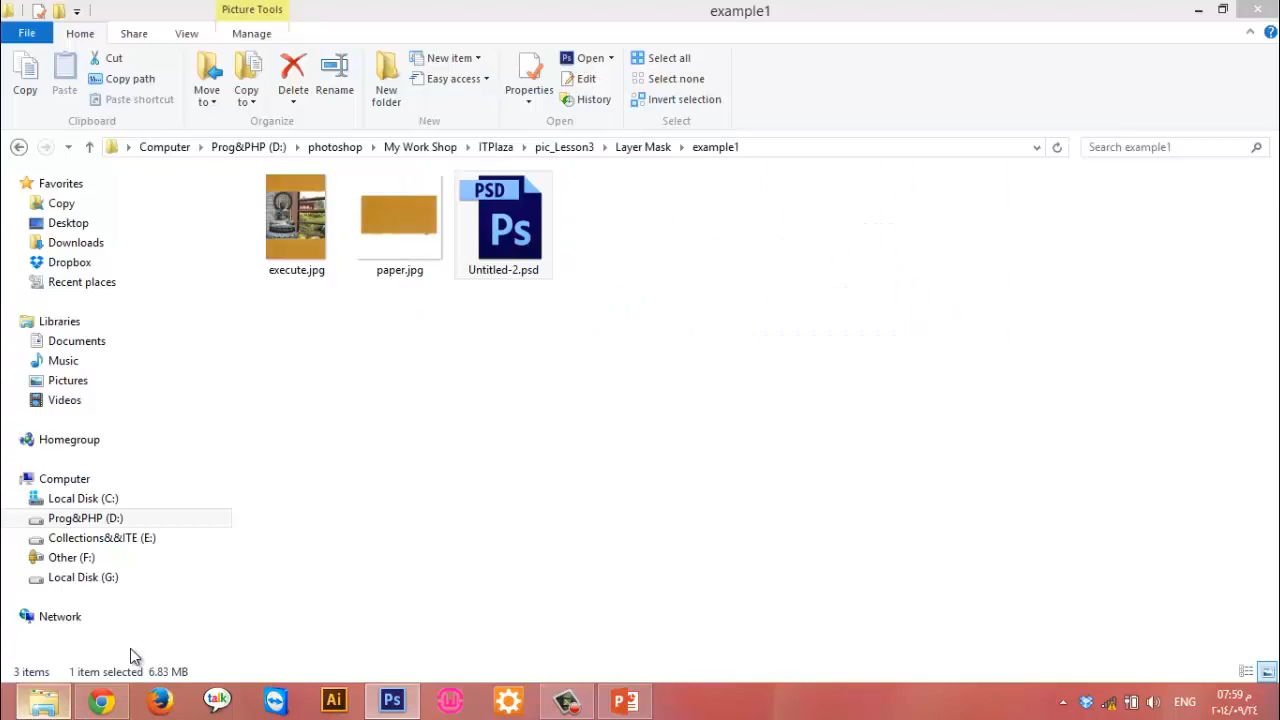 Picture Tools
example1
File Home Share View Manage
Copy
Paste
Cut
Copy path
Paste shortcut
Clipboard
Move to
Copy to
Delete
Rename
Organize
New folder
New item
Easy access
New
Properties
Open
Edit
History
Open
Select all
Select none
Invert selection
Select
Computer Prog&PHP (D:) photoshop My Work Shop ITPlaza pic_Lesson3 Layer Mask example1
Search example1
Favorites
Copy
Desktop
Downloads
Dropbox
Recent places
Libraries
Documents
Music
Pictures
Videos
Homegroup
Computer
Local Disk (C:)
Prog&PHP (D:)
Collections&&ITE (E:)
Other (F:)
Local Disk (G:)
Network
PSD
Ps
execute.jpg paper.jpg Untitled-2.psd
3 items 1 item selected 6.83 MB
talk Ai Ps
ENG
07:59 م
٢٠١٤/٠٩/٢٤